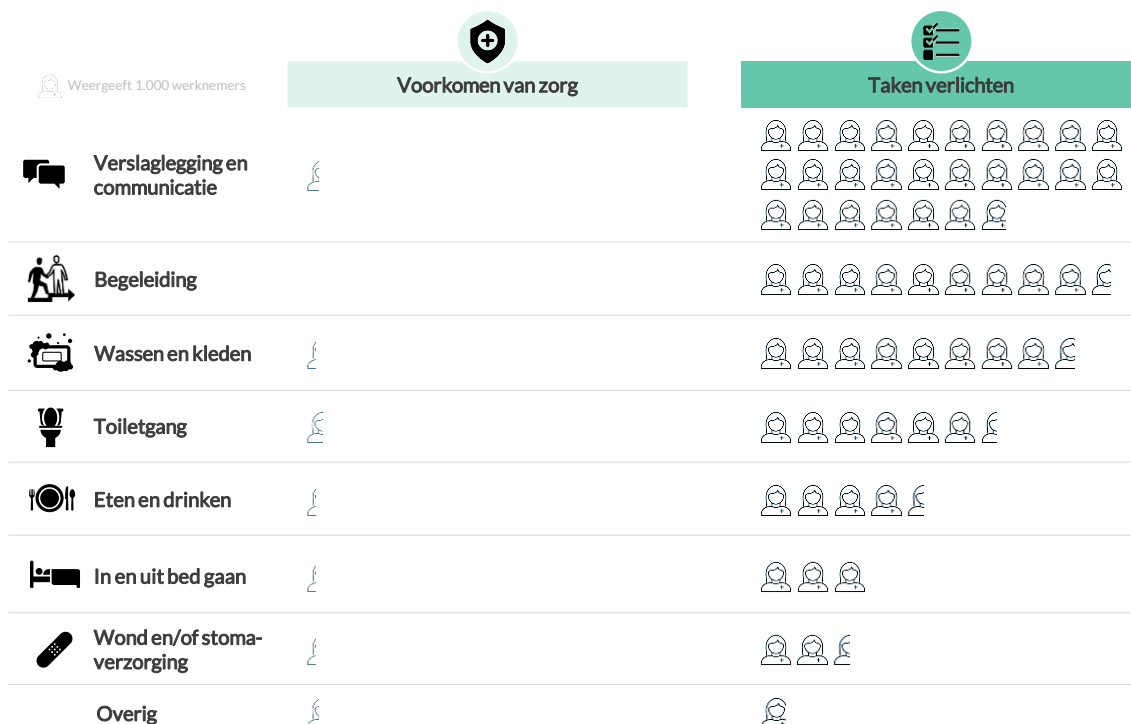 Weergeeft 1.000 werknemers
Voorkomen van zorg
Taken verlichten
Verslaglegging en
communicatie
Begeleiding
Wassen en kleden
Toiletgang
Eten en drinken
In en uit bed gaan
Wond en/of stoma-
verzorging
Overig